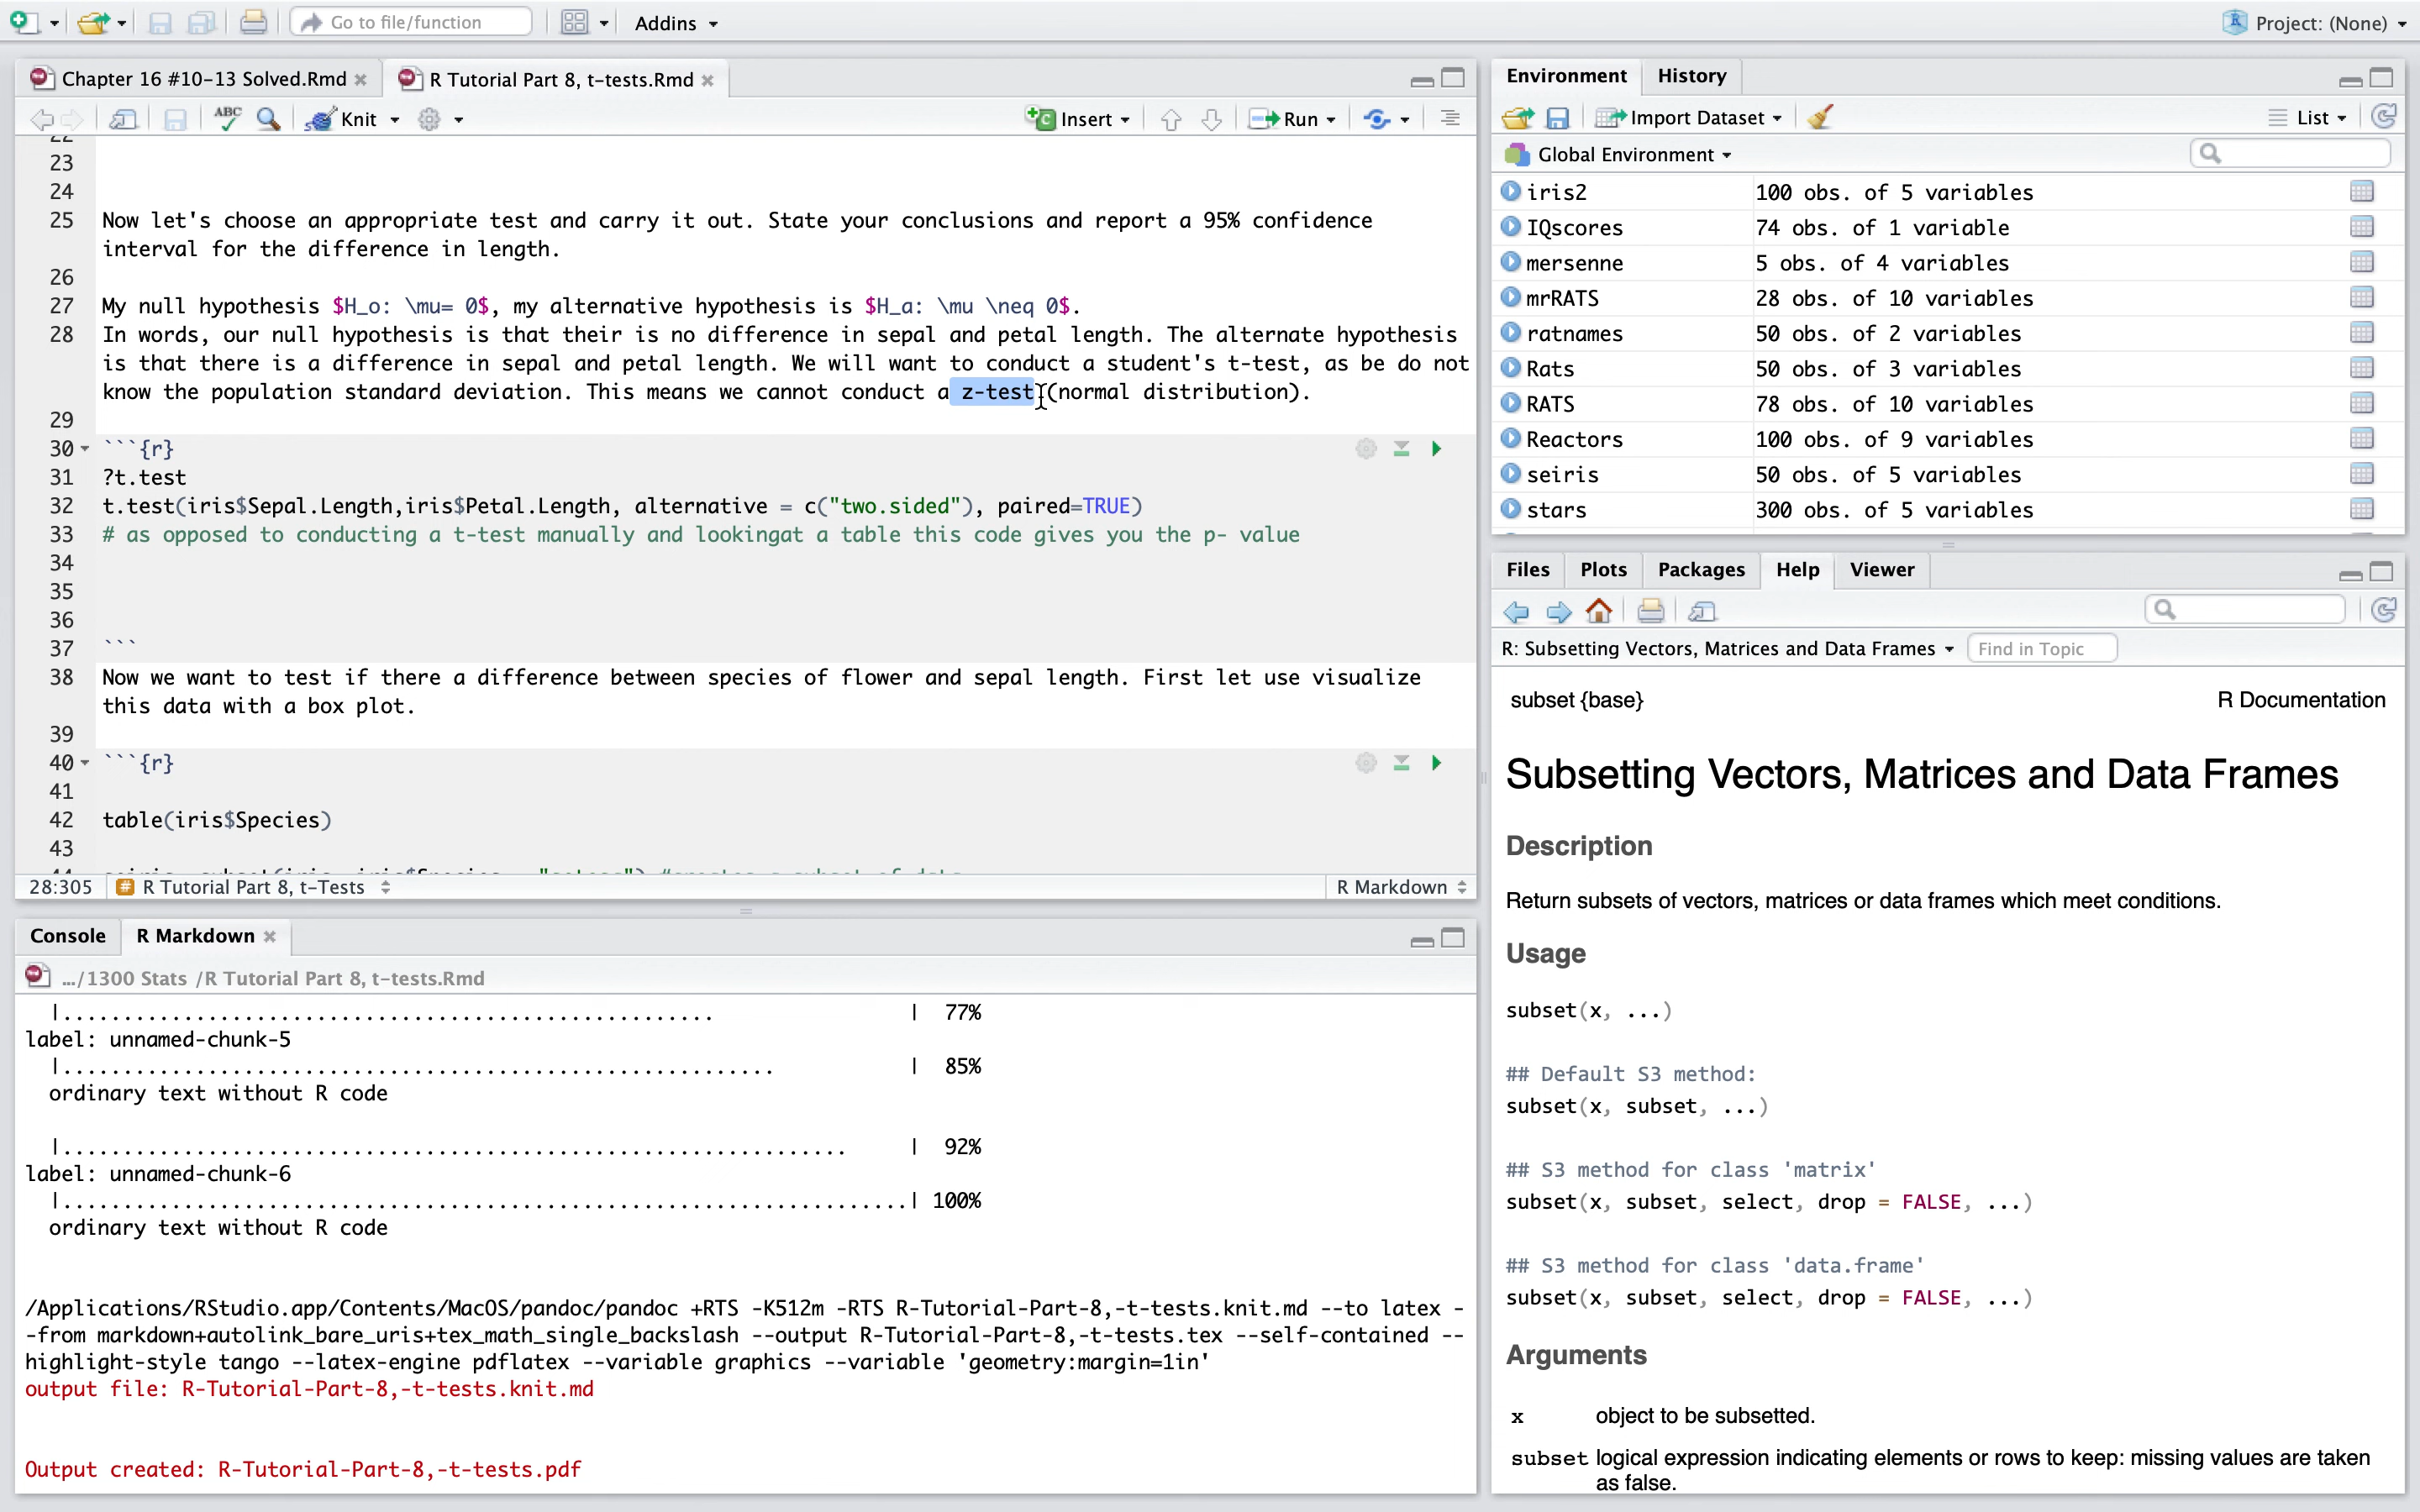 Go to file/function
Addins
Project: (None)
Chapter 16 #10-13 Solved.Rmd
R Tutorial Part 8, t-tests.Rmd
ABC
Knit
Insert
Run
22
23
24
25 Now let's choose an appropriate test and carry it out. State your conclusions and report a 95% confidence
interval for the difference in length.
26
27 My null hypothesis $H_o: \mu= 0$, my alternative hypothesis is $H_a: \mu \neq 0$.
28 In words, our null hypothesis is that their is no difference in sepal and petal length. The alternate hypothesis
is that there is a difference in sepal and petal length. We will want to conduct a student's t-test, as be do not
know the population standard deviation. This means we cannot conduct a z-test (normal distribution).
29
30 ```{r}
31 ?t.test
32 t.test(iris$Sepal.Length,iris$Petal.Length, alternative = c("two.sided"), paired=TRUE)
33 # as opposed to conducting a t-test manually and lookingat a table this code gives you the p- value
34
35
36
37 ```
38 Now we want to test if there a difference between species of flower and sepal length. First let use visualize
this data with a box plot.
39
40 ```{r}
41
42 table(iris$Species)
43
28:305 R Tutorial Part 8, t-Tests R Markdown
Console R Markdown
.../1300 Stats /R Tutorial Part 8, t-tests.Rmd
|...................................................... | 77%
label: unnamed-chunk-5
|........................................................... | 85%
ordinary text without R code
|................................................................. | 92%
label: unnamed-chunk-6
|......................................................................| 100%
ordinary text without R code
/Applications/RStudio.app/Contents/MacOS/pandoc/pandoc +RTS -K512m -RTS R-Tutorial-Part-8,-t-tests.knit.md --to latex -
-from markdown+autolink_bare_uris+tex_math_single_backslash --output R-Tutorial-Part-8,-t-tests.tex --self-contained --
highlight-style tango --latex-engine pdflatex --variable graphics --variable 'geometry:margin=1in'
output file: R-Tutorial-Part-8,-t-tests.knit.md
Output created: R-Tutorial-Part-8,-t-tests.pdf
Environment History
Import Dataset List
Global Environment
iris2 100 obs. of 5 variables
IQscores 74 obs. of 1 variable
mersenne 5 obs. of 4 variables
mrRATS 28 obs. of 10 variables
ratnames 50 obs. of 2 variables
Rats 50 obs. of 3 variables
RATS 78 obs. of 10 variables
Reactors 100 obs. of 9 variables
seiris 50 obs. of 5 variables
stars 300 obs. of 5 variables
Files Plots Packages Help Viewer
R: Subsetting Vectors, Matrices and Data Frames Find in Topic
subset {base} R Documentation
Subsetting Vectors, Matrices and Data Frames
Description
Return subsets of vectors, matrices or data frames which meet conditions.
Usage
subset(x, ...)
## Default S3 method:
subset(x, subset, ...)
## S3 method for class 'matrix'
subset(x, subset, select, drop = FALSE, ...)
## S3 method for class 'data.frame'
subset(x, subset, select, drop = FALSE, ...)
Arguments
x object to be subsetted.
subset logical expression indicating elements or rows to keep: missing values are taken
as false.